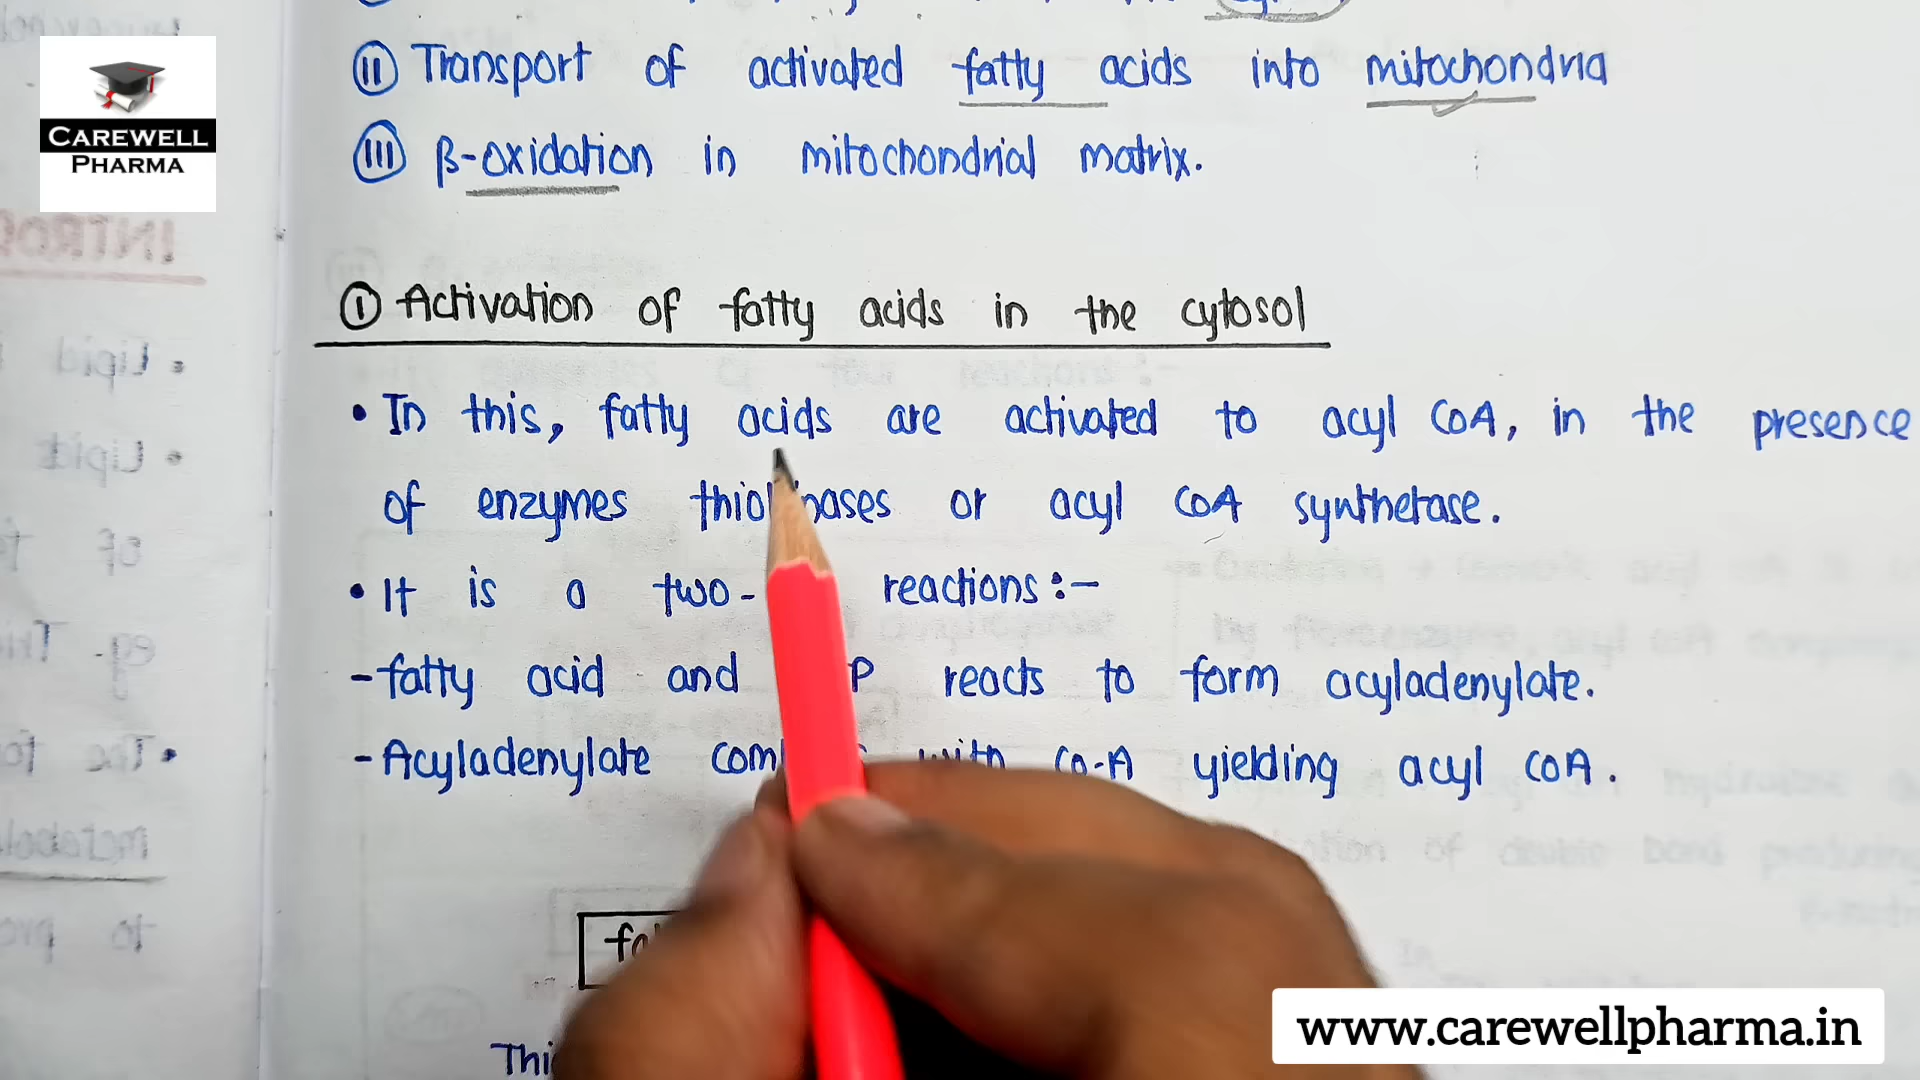 CAREWELL
PHARMA
II Transport of activated fatty acids into mitochondria
III β-oxidation in mitochondrial matrix.
① Activation of fatty acids in the cytosol
• In this, fatty acids are activated to acyl CoA, in the presence
of enzymes or acyl CoA synthetase.
• It is a two- reactions:-
- fatty acid and reacts to form acyladenylate.
- Acyladenylate with Co-A yielding acyl CoA.
www.carewellpharma.in